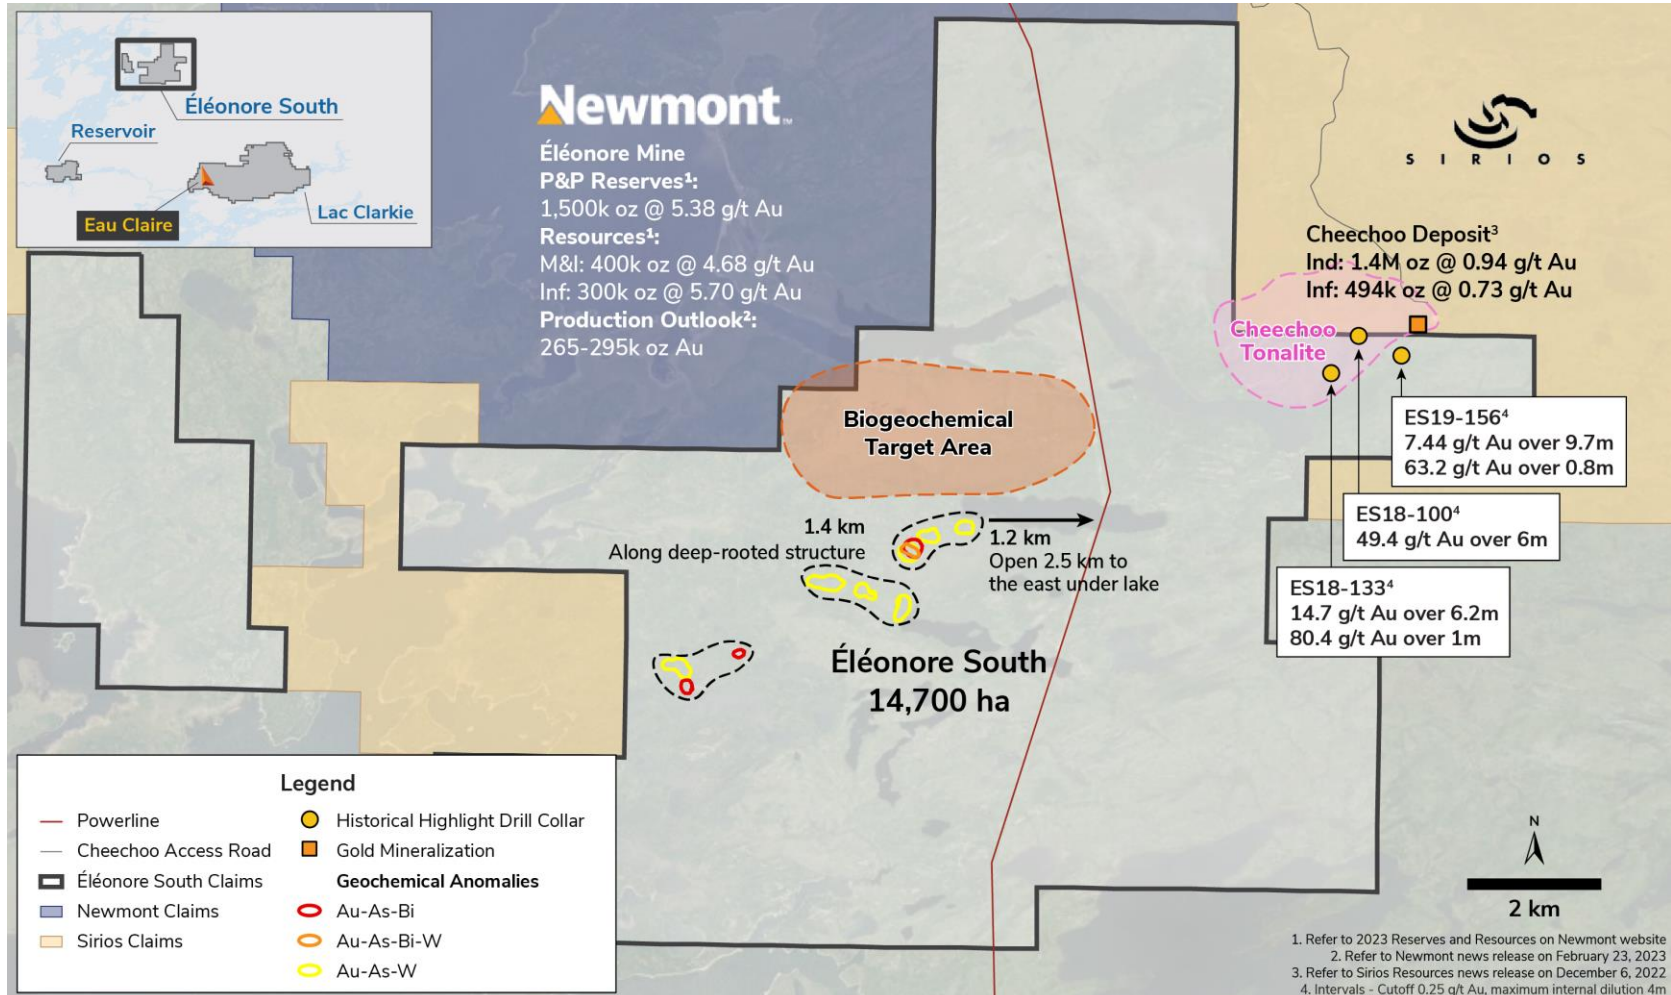 Éléonore South
Reservoir
Eau Claire
Lac Clarkie
Newmont™
Éléonore Mine
P&P Reserves¹:
1,500k oz @ 5.38 g/t Au
Resources¹:
M&I: 400k oz @ 4.68 g/t Au
Inf: 300k oz @ 5.70 g/t Au
Production Outlook²:
265-295k oz Au
SIRIOS
Cheechoo Deposit³
Ind: 1.4M oz @ 0.94 g/t Au
Inf: 494k oz @ 0.73 g/t Au
Cheechoo
Tonalite
Biogeochemical
Target Area
ES19-156⁴
7.44 g/t Au over 9.7m
63.2 g/t Au over 0.8m
ES18-100⁴
49.4 g/t Au over 6m
ES18-133⁴
14.7 g/t Au over 6.2m
80.4 g/t Au over 1m
1.4 km
Along deep-rooted structure
1.2 km
Open 2.5 km to
the east under lake
Éléonore South
14,700 ha
Legend
Powerline
Cheechoo Access Road
Éléonore South Claims
Newmont Claims
Sirios Claims
Historical Highlight Drill Collar
Gold Mineralization
Geochemical Anomalies
Au-As-Bi
Au-As-Bi-W
Au-As-W
N
2 km
1. Refer to 2023 Reserves and Resources on Newmont website
2. Refer to Newmont news release on February 23, 2023
3. Refer to Sirios Resources news release on December 6, 2022
4. Intervals - Cutoff 0.25 g/t Au, maximum internal dilution 4m